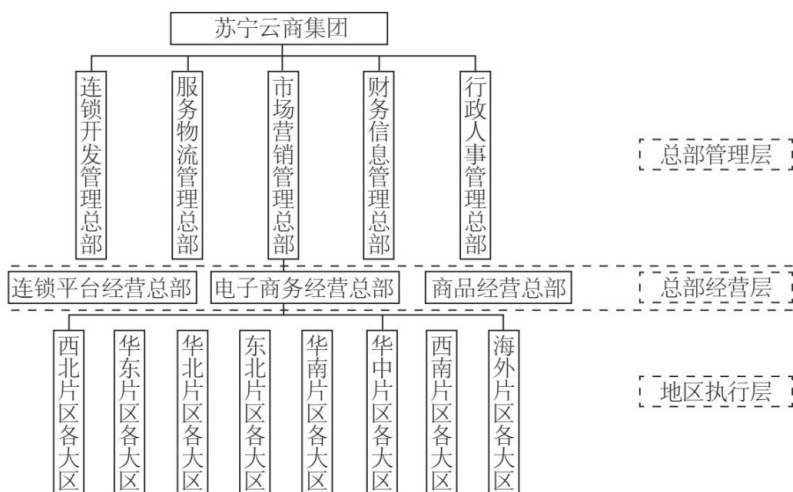 苏宁云商集团
连锁开发管理总部
服务物流管理总部
市场营销管理总部
财务信息管理总部
行政人事管理总部
总部管理层
连锁平台经营总部
电子商务经营总部
商品经营总部
总部经营层
西北片区各大区
华东片区各大区
华北片区各大区
东北片区各大区
华南片区各大区
华中片区各大区
西南片区各大区
海外片区各大区
地区执行层